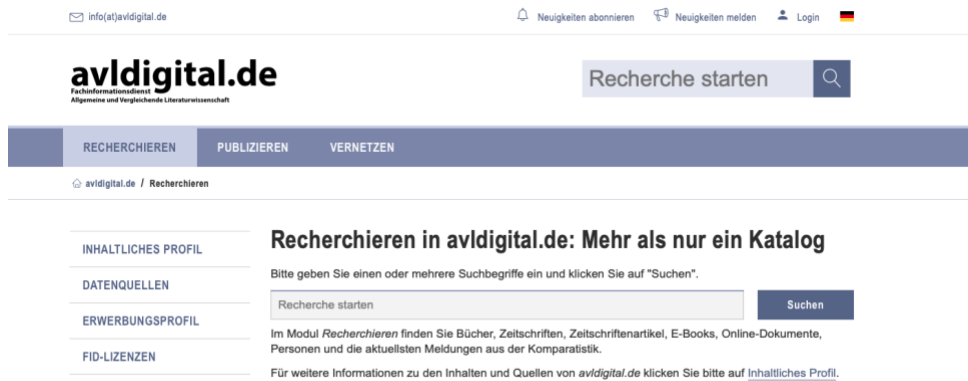 info(at)avldigital.de
Neuigkeiten abonnieren
Neuigkeiten melden
Login
avldigital.de
Fachinformationsdienst
Allgemeine und Vergleichende Literaturwissenschaft
Recherche starten
RECHERCHIEREN
PUBLIZIEREN
VERNETZEN
avldigital.de / Recherchieren
INHALTLICHES PROFIL
DATENQUELLEN
ERWERBUNGSPROFIL
FID-LIZENZEN
Recherchieren in avldigital.de: Mehr als nur ein Katalog
Bitte geben Sie einen oder mehrere Suchbegriffe ein und klicken Sie auf "Suchen".
Recherche starten
Suchen
Im Modul Recherchieren finden Sie Bücher, Zeitschriften, Zeitschriftenartikel, E-Books, Online-Dokumente,
Personen und die aktuellsten Meldungen aus der Komparatistik.
Für weitere Informationen zu den Inhalten und Quellen von avldigital.de klicken Sie bitte auf Inhaltliches Profil.